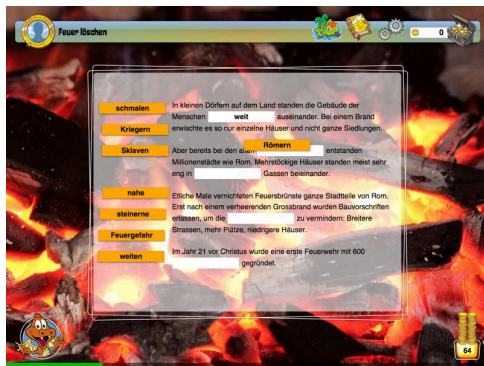 Feuer löschen
0
schmalen
Kriegern
Sklaven
nahe
steinerne
Feuergefahr
weiten
In kleinen Dörfern auf dem Land standen die Gebäude der
Menschen weit auseinander. Bei einem Brand
erwischte es so nur einzelne Häuser und nicht ganze Siedlungen.
Römern
Aber bereits bei den alten entstanden
Millionenstädte wie Rom. Mehrstöckige Häuser standen meist sehr
eng in Gassen beieinander.
Etliche Male vernichteten Feuersbrünste ganze Stadtteile von Rom.
Erst nach einem verheerenden Grossbrand wurden Bauvorschriften
erlassen, um die zu vermindern: Breitere
Strassen, mehr Plätze, niedrigere Häuser.
Im Jahr 21 vor Christus wurde eine erste Feuerwehr mit 600
gegründet.
64